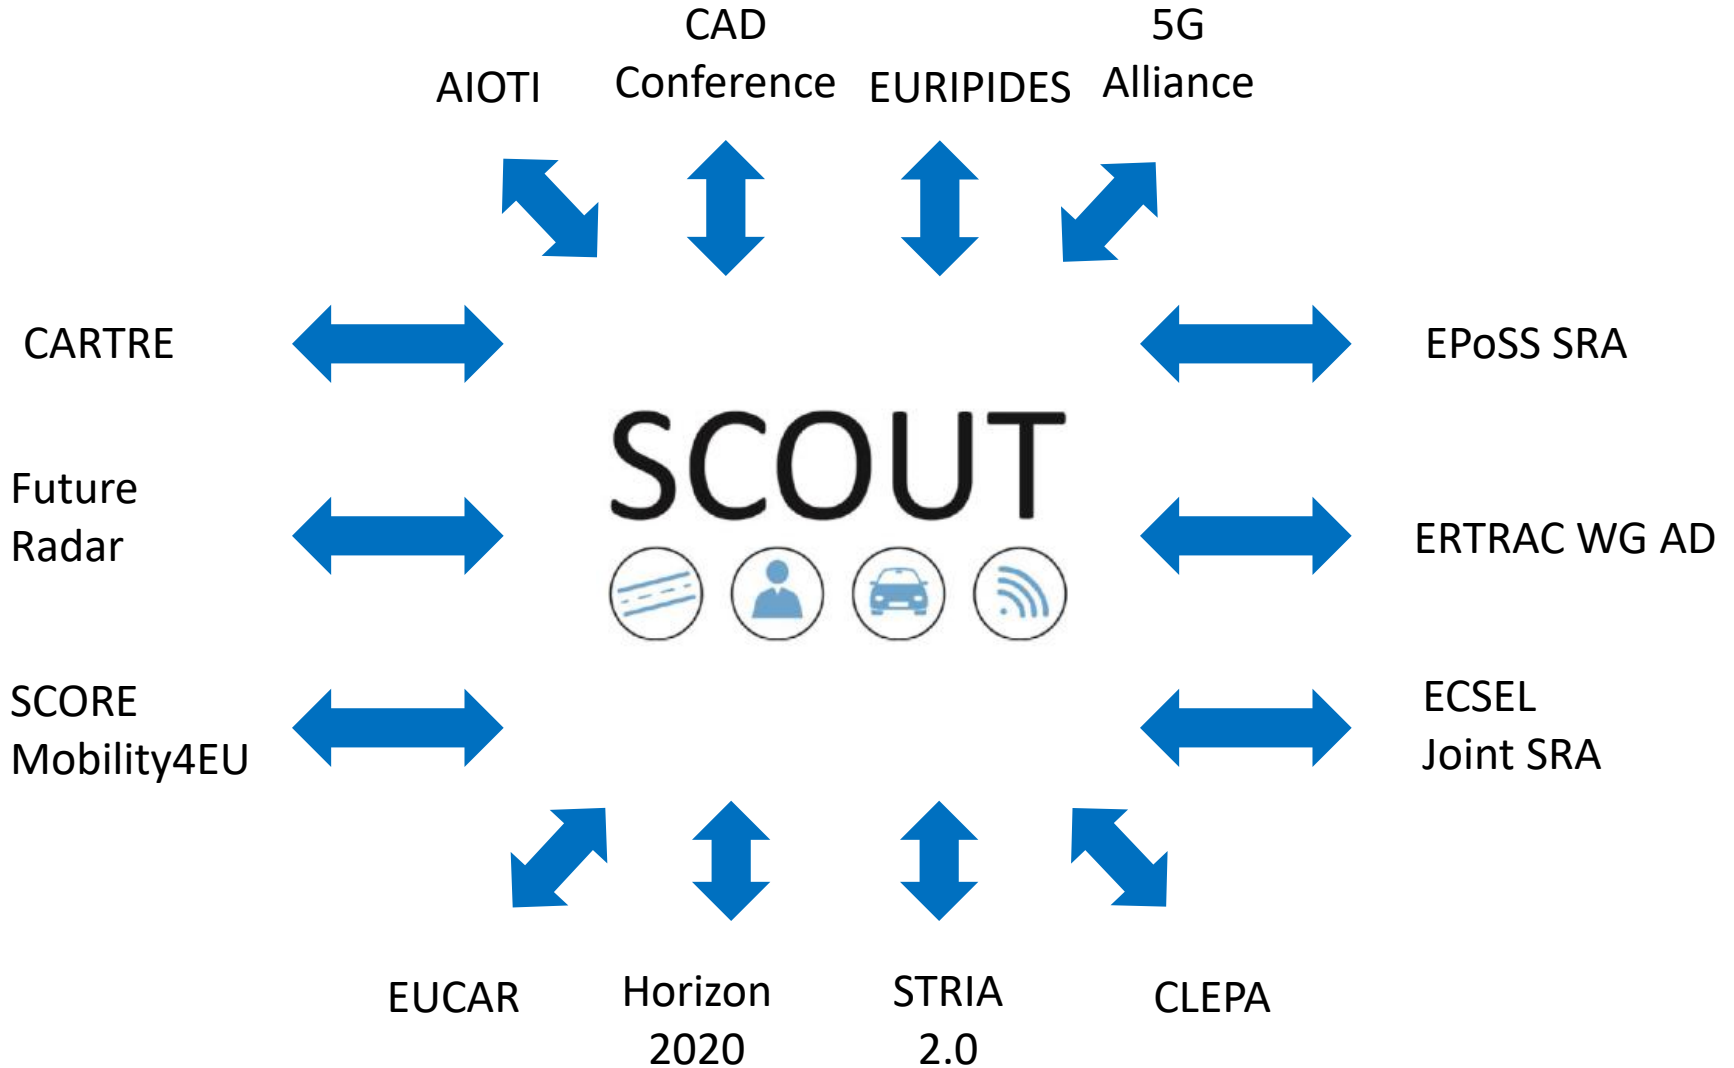 CAD
Conference
5G
Alliance
AIOTI
EURIPIDES
CARTRE
EPoSS SRA
SCOUT
Future
Radar
ERTRAC WG AD
SCORE
Mobility4EU
ECSEL
Joint SRA
EUCAR
Horizon
2020
STRIA
2.0
CLEPA